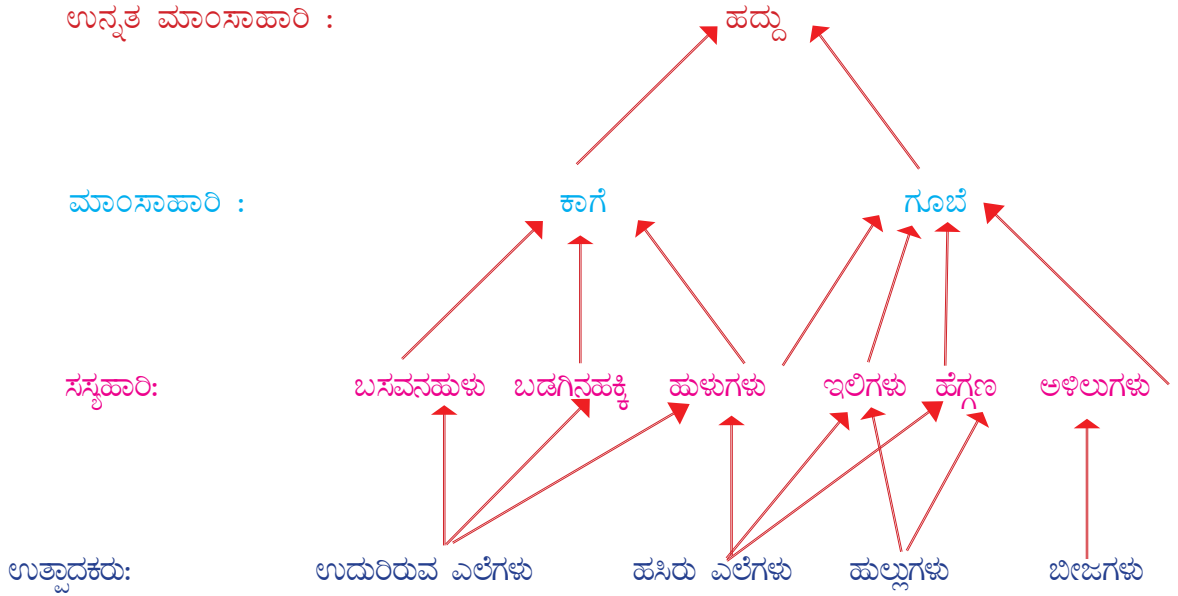 ಉನ್ನತ ಮಾಂಸಾಹಾರಿ : ಹದ್ದು
ಮಾಂಸಾಹಾರಿ : ಕಾಗೆ ಗೂಬೆ
ಸಸ್ಯಹಾರಿ: ಬಸವನಹುಳು ಬಡಗಿನಹಕ್ಕಿ ಹುಳುಗಳು ಇಲಿಗಳು ಹೆಗ್ಗಣ ಅಳಿಲುಗಳು
ಉತ್ಪಾದಕರು: ಉದುರಿರುವ ಎಲೆಗಳು ಹಸಿರು ಎಲೆಗಳು ಹುಲ್ಲುಗಳು ಬೀಜಗಳು